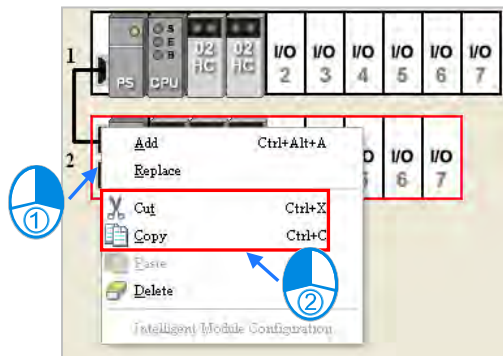 1
PS CPU 02 HC 02 HC I/O 2 I/O 3 I/O 4 I/O 5 I/O 6 I/O 7
S
E
B
2
I/O 6 I/O 7
Add Ctrl+Alt+A
Replace
Cut Ctrl+X
Copy Ctrl+C
Paste
Delete
Intelligent Module Configuration
1
2